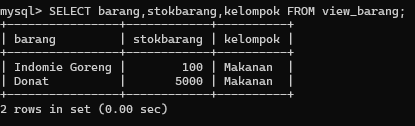 mysql> SELECT barang,stokbarang,kelompok FROM view_barang;
+---------------+------------+----------+
| barang        | stokbarang | kelompok |
+---------------+------------+----------+
| Indomie Goreng |        100 | Makanan  |
| Donat         |       5000 | Makanan  |
+---------------+------------+----------+
2 rows in set (0.00 sec)